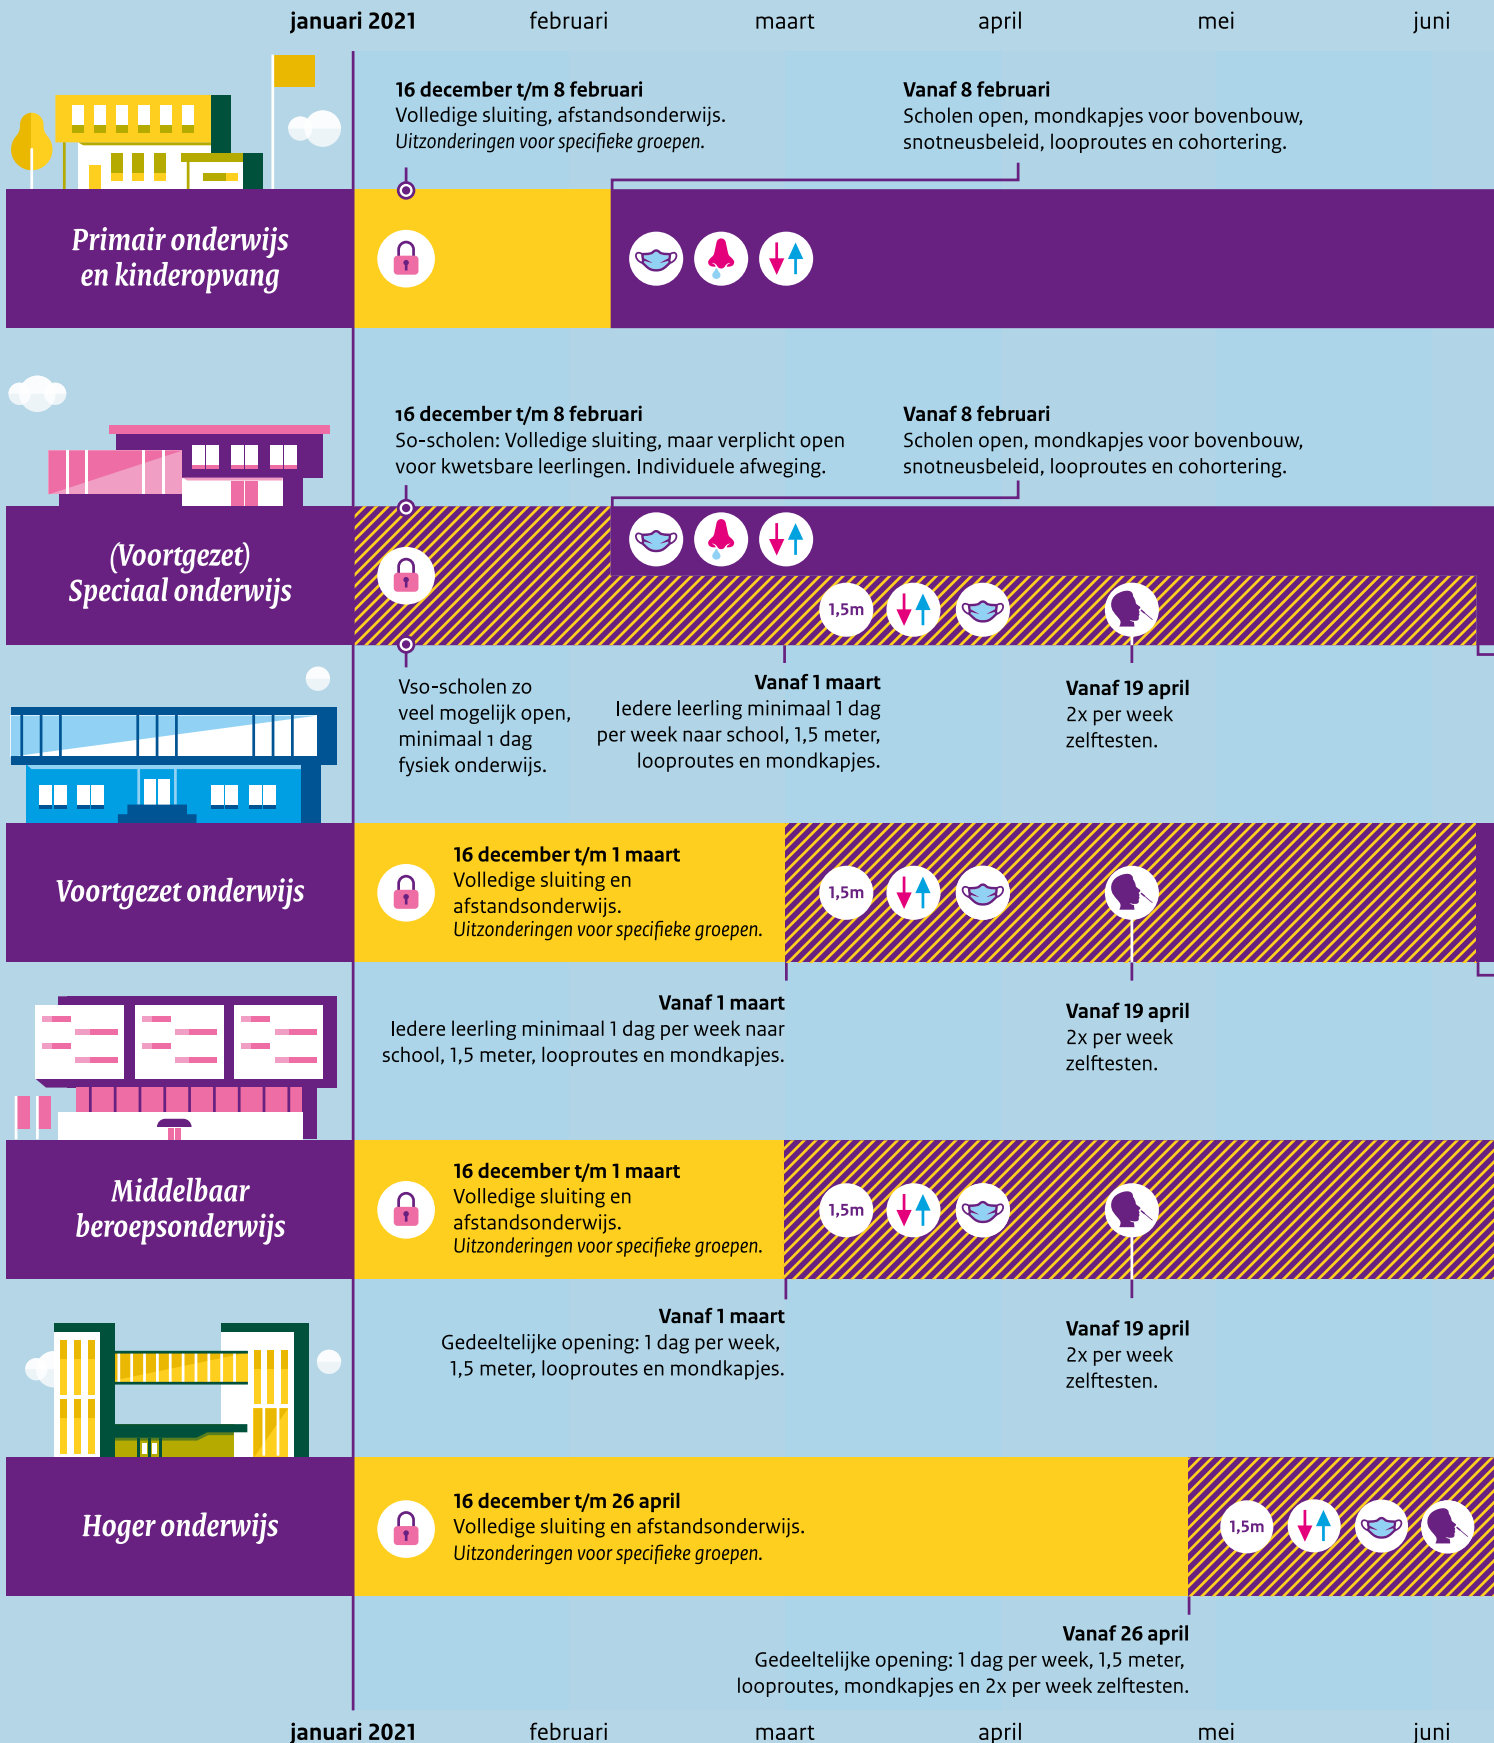 januari 2021 februari maart april mei juni
16 december t/m 8 februari
Volledige sluiting, afstandsonderwijs.
Uitzonderingen voor specifieke groepen.
Vanaf 8 februari
Scholen open, mondkapjes voor bovenbouw,
snotneusbeleid, looproutes en cohortering.
Primair onderwijs
en kinderopvang
16 december t/m 8 februari
So-scholen: Volledige sluiting, maar verplicht open
voor kwetsbare leerlingen. Individuele afweging.
Vanaf 8 februari
Scholen open, mondkapjes voor bovenbouw,
snotneusbeleid, looproutes en cohortering.
(Voortgezet)
Speciaal onderwijs
1,5m
Vso-scholen zo
veel mogelijk open,
minimaal 1 dag
fysiek onderwijs.
Vanaf 1 maart
Iedere leerling minimaal 1 dag
per week naar school, 1,5 meter,
looproutes en mondkapjes.
Vanaf 19 april
2x per week
zelftesten.
Voortgezet onderwijs
16 december t/m 1 maart
Volledige sluiting en
afstandsonderwijs.
Uitzonderingen voor specifieke groepen.
1,5m
Vanaf 1 maart
Iedere leerling minimaal 1 dag per week naar
school, 1,5 meter, looproutes en mondkapjes.
Vanaf 19 april
2x per week
zelftesten.
Middelbaar
beroepsonderwijs
16 december t/m 1 maart
Volledige sluiting en
afstandsonderwijs.
Uitzonderingen voor specifieke groepen.
1,5m
Vanaf 1 maart
Gedeeltelijke opening: 1 dag per week,
1,5 meter, looproutes en mondkapjes.
Vanaf 19 april
2x per week
zelftesten.
Hoger onderwijs
16 december t/m 26 april
Volledige sluiting en afstandsonderwijs.
Uitzonderingen voor specifieke groepen.
1,5m
Vanaf 26 april
Gedeeltelijke opening: 1 dag per week, 1,5 meter,
looproutes, mondkapjes en 2x per week zelftesten.
januari 2021 februari maart april mei juni